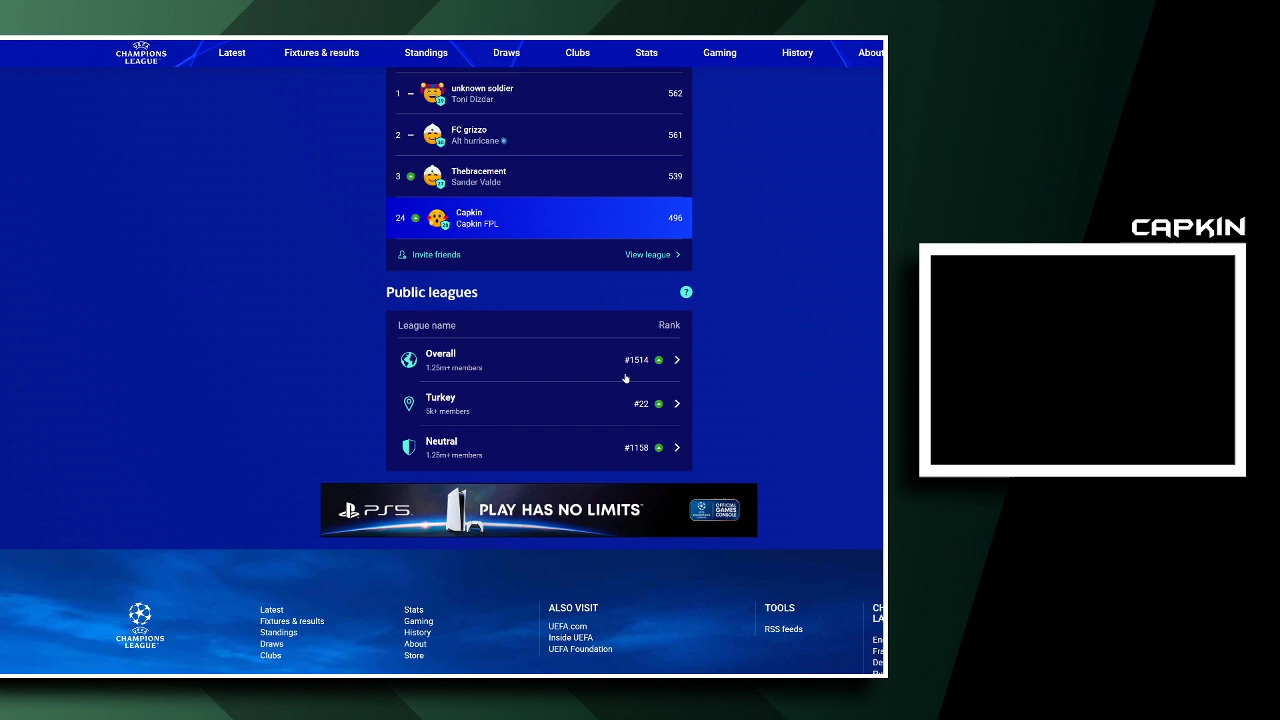 CHAMPIONS
LEAGUE
Latest
Fixtures & results
Standings
Draws
Clubs
Stats
Gaming
History
About
1 unknown soldier 562
Toni Dizdar
2 FC grizzo 561
Alt hurricane
3 Thebracement 539
Sander Valde
24 Capkin 496
Capkin FPL
Invite friends
View league
Public leagues
?
League name
Rank
Overall #1514
1.25m+ members
Turkey #22
5k+ members
Neutral #1158
1.25m+ members
PS5 PLAY HAS NO LIMITS™
OFFICIAL
GAMES
CONSOLE
CHAMPIONS
LEAGUE
Latest
Fixtures & results
Standings
Draws
Clubs
Stats
Gaming
History
About
Store
ALSO VISIT
UEFA.com
Inside UEFA
UEFA Foundation
TOOLS
RSS feeds
CAPKIN